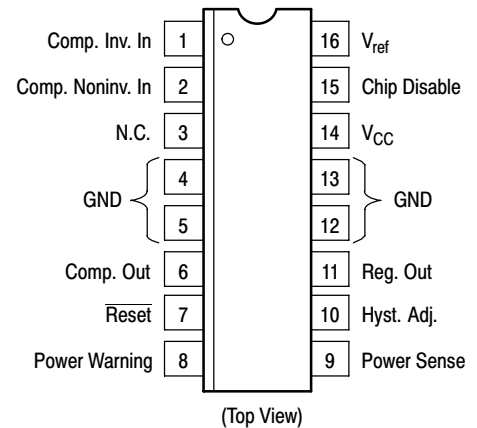 Comp. Inv. In 1 16 Vref
Comp. Noninv. In 2 15 Chip Disable
N.C. 3 14 VCC
4 13
GND GND
5 12
Comp. Out 6 11 Reg. Out
Reset 7 10 Hyst. Adj.
Power Warning 8 9 Power Sense
(Top View)